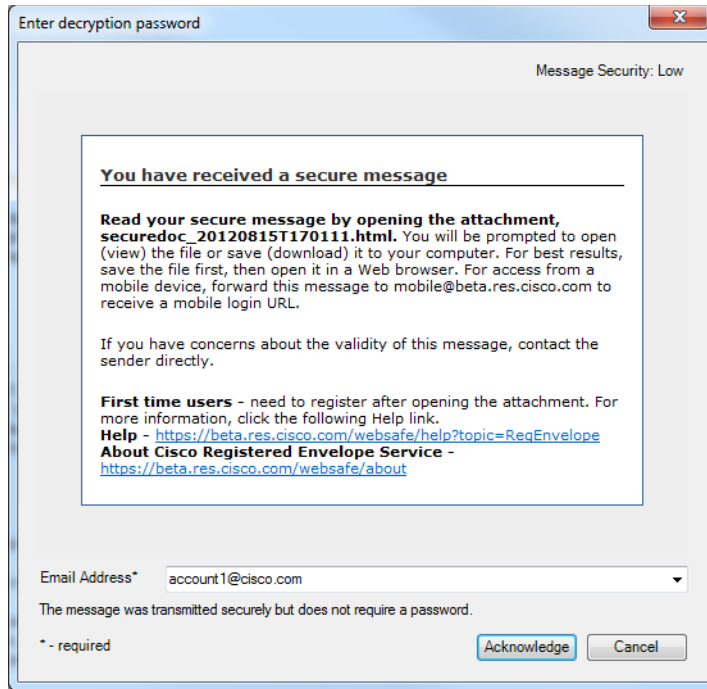 Enter decryption password
Message Security: Low
You have received a secure message
Read your secure message by opening the attachment,
securedoc_20120815T170111.html. You will be prompted to open
(view) the file or save (download) it to your computer. For best results,
save the file first, then open it in a Web browser. For access from a
mobile device, forward this message to mobile@beta.res.cisco.com to
receive a mobile login URL.
If you have concerns about the validity of this message, contact the
sender directly.
First time users - need to register after opening the attachment. For
more information, click the following Help link.
Help - https://beta.res.cisco.com/websafe/help?topic=RegEnvelope
About Cisco Registered Envelope Service -
https://beta.res.cisco.com/websafe/about
Email Address* account1@cisco.com
The message was transmitted securely but does not require a password.
* - required Acknowledge Cancel